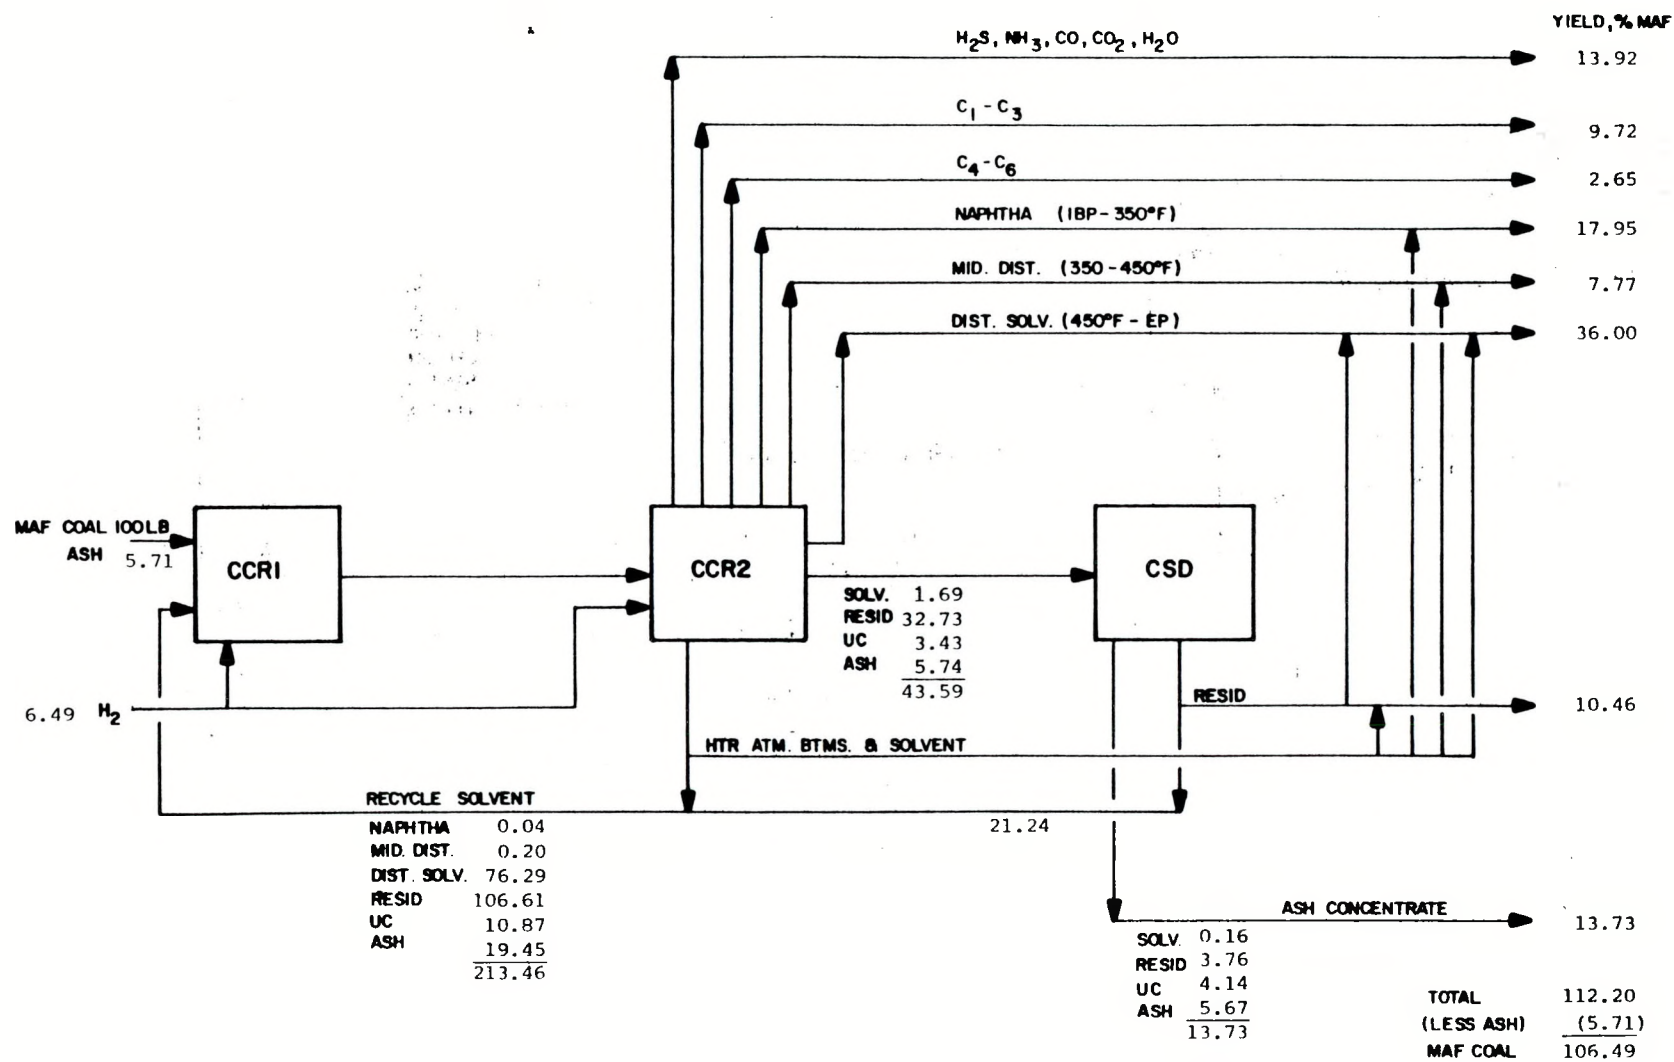 YIELD, % MAF
H₂S, NH₃, CO, CO₂, H₂O
13.92
C₁ - C₃
9.72
C₄ - C₆
2.65
NAPHTHA (IBP - 350°F)
17.95
MID. DIST. (350 - 450°F)
7.77
DIST. SOLV. (450°F - EP)
36.00
MAF COAL 100LB
ASH 5.71
CCR1
CCR2
CSD
SOLV. 1.69
RESID 32.73
UC 3.43
ASH 5.74
43.59
6.49 H₂
RESID
10.46
HTR ATM. BTMS. & SOLVENT
RECYCLE SOLVENT
NAPHTHA 0.04
MID. DIST. 0.20
DIST. SOLV. 76.29
RESID 106.61
UC 10.87
ASH 19.45
213.46
21.24
ASH CONCENTRATE
13.73
SOLV. 0.16
RESID 3.76
UC 4.14
ASH 5.67
13.73
TOTAL 112.20
(LESS ASH) (5.71)
MAF COAL 106.49